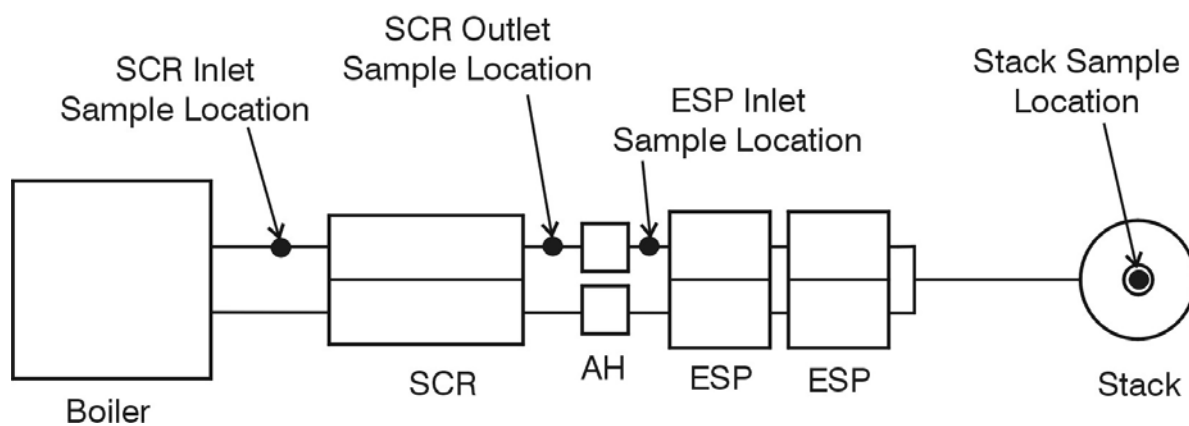 SCR Inlet
Sample Location
SCR Outlet
Sample Location
ESP Inlet
Sample Location
Stack Sample
Location
Boiler
SCR
AH
ESP
ESP
Stack